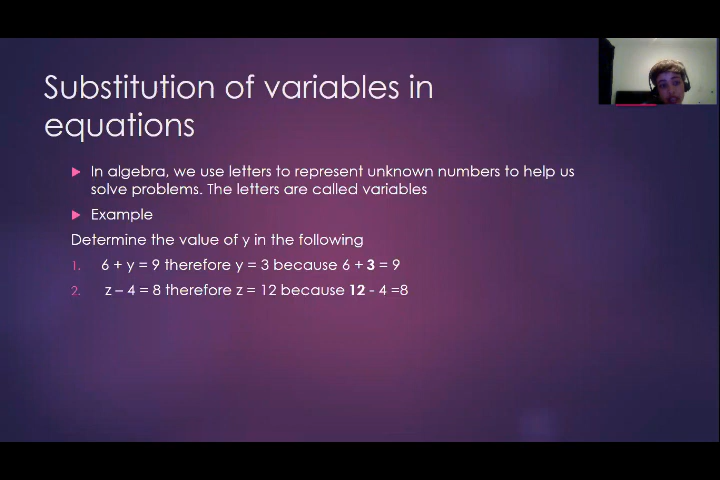 Substitution of variables in
equations
In algebra, we use letters to represent unknown numbers to help us
solve problems. The letters are called variables
Example
Determine the value of y in the following
1. 6 + y = 9 therefore y = 3 because 6 + 3 = 9
2. z – 4 = 8 therefore z = 12 because 12 - 4 =8